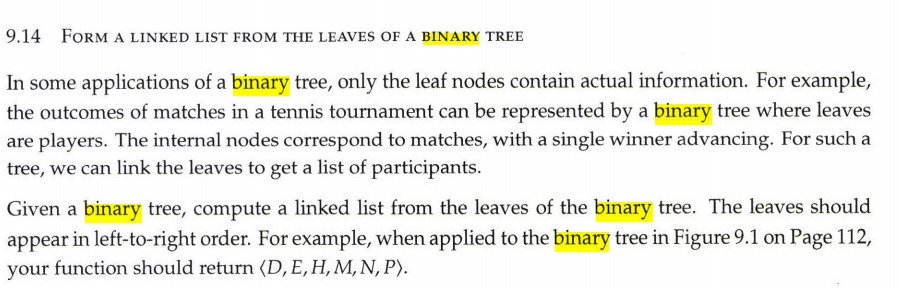 9.14 FORM A LINKED LIST FROM THE LEAVES OF A BINARY TREE
In some applications of a binary tree, only the leaf nodes contain actual information. For example,
the outcomes of matches in a tennis tournament can be represented by a binary tree where leaves
are players. The internal nodes correspond to matches, with a single winner advancing. For such a
tree, we can link the leaves to get a list of participants.
Given a binary tree, compute a linked list from the leaves of the binary tree. The leaves should
appear in left-to-right order. For example, when applied to the binary tree in Figure 9.1 on Page 112,
your function should return ⟨D, E, H, M, N, P⟩.